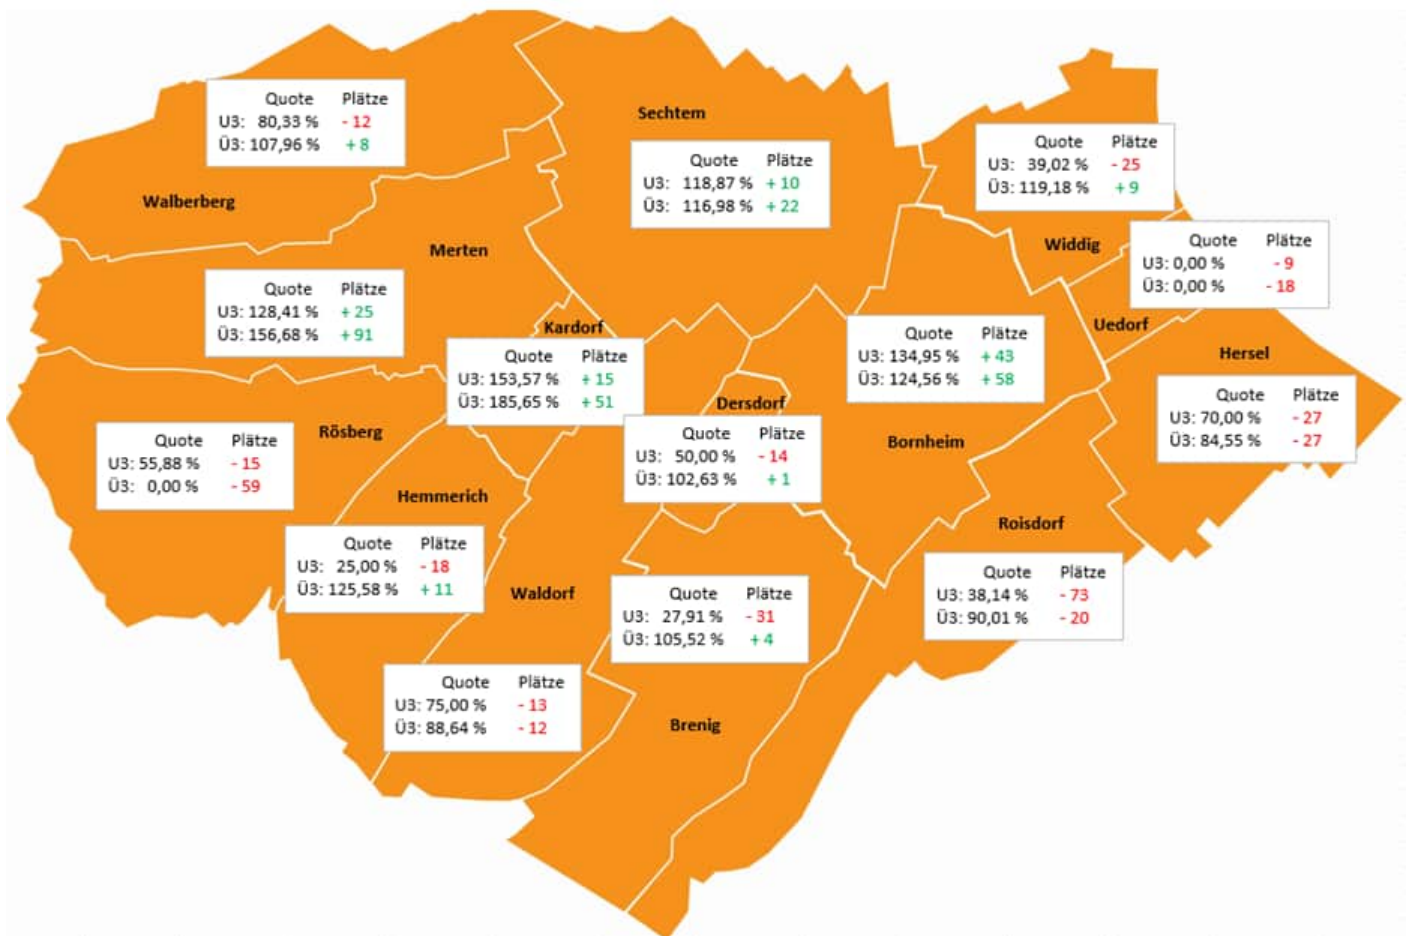 Quote Plätze
U3: 80,33 % - 12
Ü3: 107,96 % + 8
Walberberg
Sechtem
Quote Plätze
U3: 118,87 % + 10
Ü3: 116,98 % + 22
Quote Plätze
U3: 39,02 % - 25
Ü3: 119,18 % + 9
Widdig
Quote Plätze
U3: 0,00 % - 9
Ü3: 0,00 % - 18
Uedorf
Merten
Quote Plätze
U3: 128,41 % + 25
Ü3: 156,68 % + 91
Kardorf
Quote Plätze
U3: 153,57 % + 15
Ü3: 185,65 % + 51
Quote Plätze
U3: 134,95 % + 43
Ü3: 124,56 % + 58
Bornheim
Hersel
Quote Plätze
U3: 70,00 % - 27
Ü3: 84,55 % - 27
Dersdorf
Quote Plätze
U3: 50,00 % - 14
Ü3: 102,63 % + 1
Rösberg
Quote Plätze
U3: 55,88 % - 15
Ü3: 0,00 % - 59
Hemmerich
Quote Plätze
U3: 25,00 % - 18
Ü3: 125,58 % + 11
Roisdorf
Quote Plätze
U3: 38,14 % - 73
Ü3: 90,01 % - 20
Waldorf
Quote Plätze
U3: 75,00 % - 13
Ü3: 88,64 % - 12
Quote Plätze
U3: 27,91 % - 31
Ü3: 105,52 % + 4
Brenig